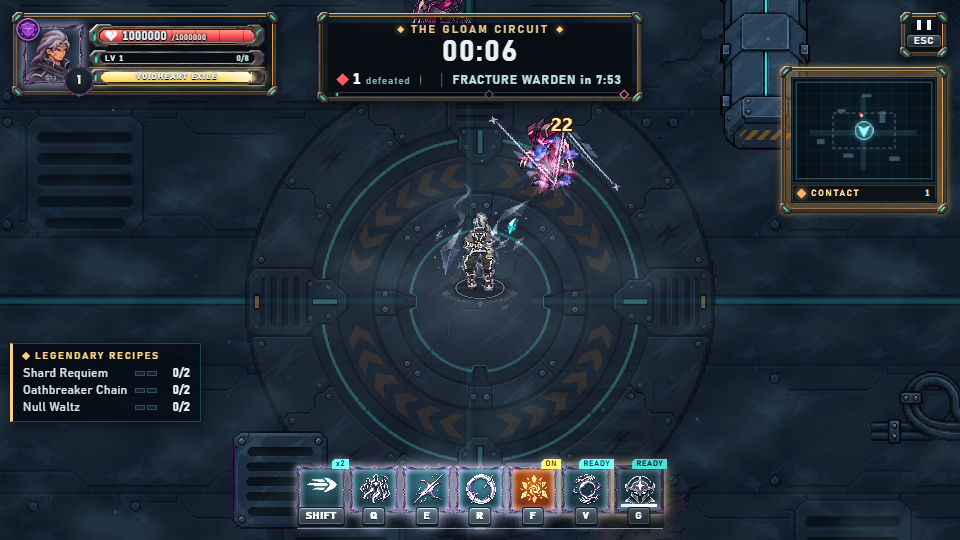 THE GLOAM CIRCUIT
00:06
1 defeated
FRACTURE WARDEN in 7:53
1000000 /1000000
LV 1
0/8
VOIDHEART EXILE
1
ESC
22
CONTACT 1
LEGENDARY RECIPES
Shard Requiem 0/2
Oathbreaker Chain 0/2
Null Waltz 0/2
x2
ON
READY
READY
SHIFT
Q
E
R
F
V
G